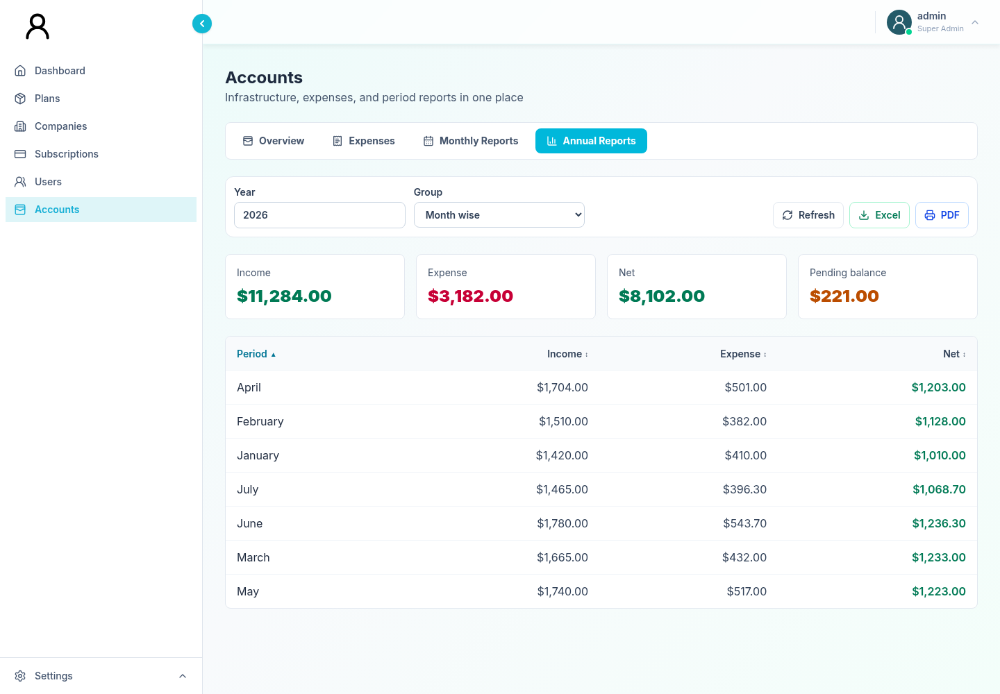 admin
Super Admin
Dashboard
Plans
Companies
Subscriptions
Users
Accounts
Settings
Accounts
Infrastructure, expenses, and period reports in one place
Overview Expenses Monthly Reports Annual Reports
Year Group
2026 Month wise Refresh Excel PDF
Income Expense Net Pending balance
$11,284.00 $3,182.00 $8,102.00 $221.00
Period ▲ Income ↕ Expense ↕ Net ↕
April $1,704.00 $501.00 $1,203.00
February $1,510.00 $382.00 $1,128.00
January $1,420.00 $410.00 $1,010.00
July $1,465.00 $396.30 $1,068.70
June $1,780.00 $543.70 $1,236.30
March $1,665.00 $432.00 $1,233.00
May $1,740.00 $517.00 $1,223.00